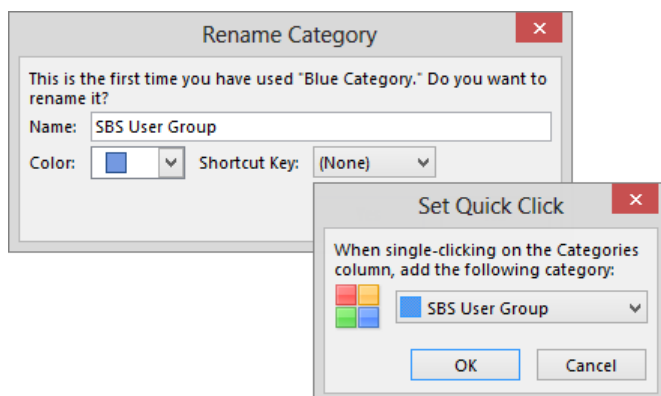 Rename Category
This is the first time you have used "Blue Category." Do you want to
rename it?
Name: SBS User Group
Color: Shortcut Key: (None)
Set Quick Click
When single-clicking on the Categories
column, add the following category:
SBS User Group
OK Cancel